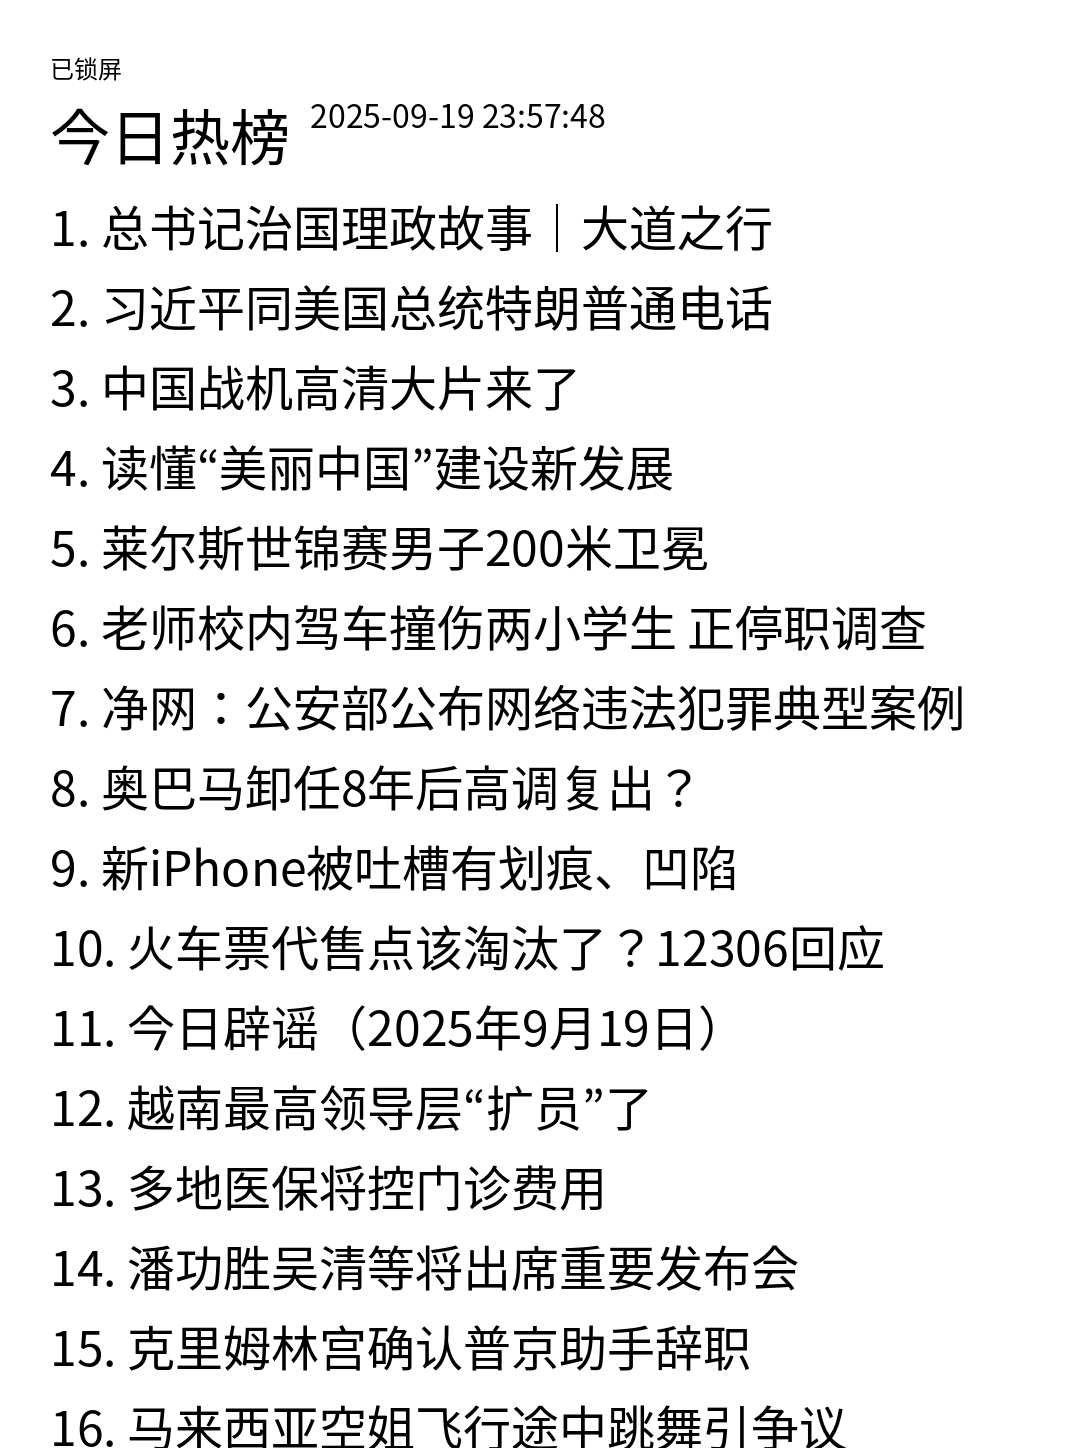 已锁屏
今日热榜 2025-09-19 23:57:48
1. 总书记治国理政故事｜大道之行
2. 习近平同美国总统特朗普通电话
3. 中国战机高清大片来了
4. 读懂“美丽中国”建设新发展
5. 莱尔斯世锦赛男子200米卫冕
6. 老师校内驾车撞伤两小学生 正停职调查
7. 净网：公安部公布网络违法犯罪典型案例
8. 奥巴马卸任8年后高调复出？
9. 新iPhone被吐槽有划痕、凹陷
10. 火车票代售点该淘汰了？12306回应
11. 今日辟谣（2025年9月19日）
12. 越南最高领导层“扩员”了
13. 多地医保将控门诊费用
14. 潘功胜吴清等将出席重要发布会
15. 克里姆林宫确认普京助手辞职
16. 马来西亚空姐飞行途中跳舞引争议